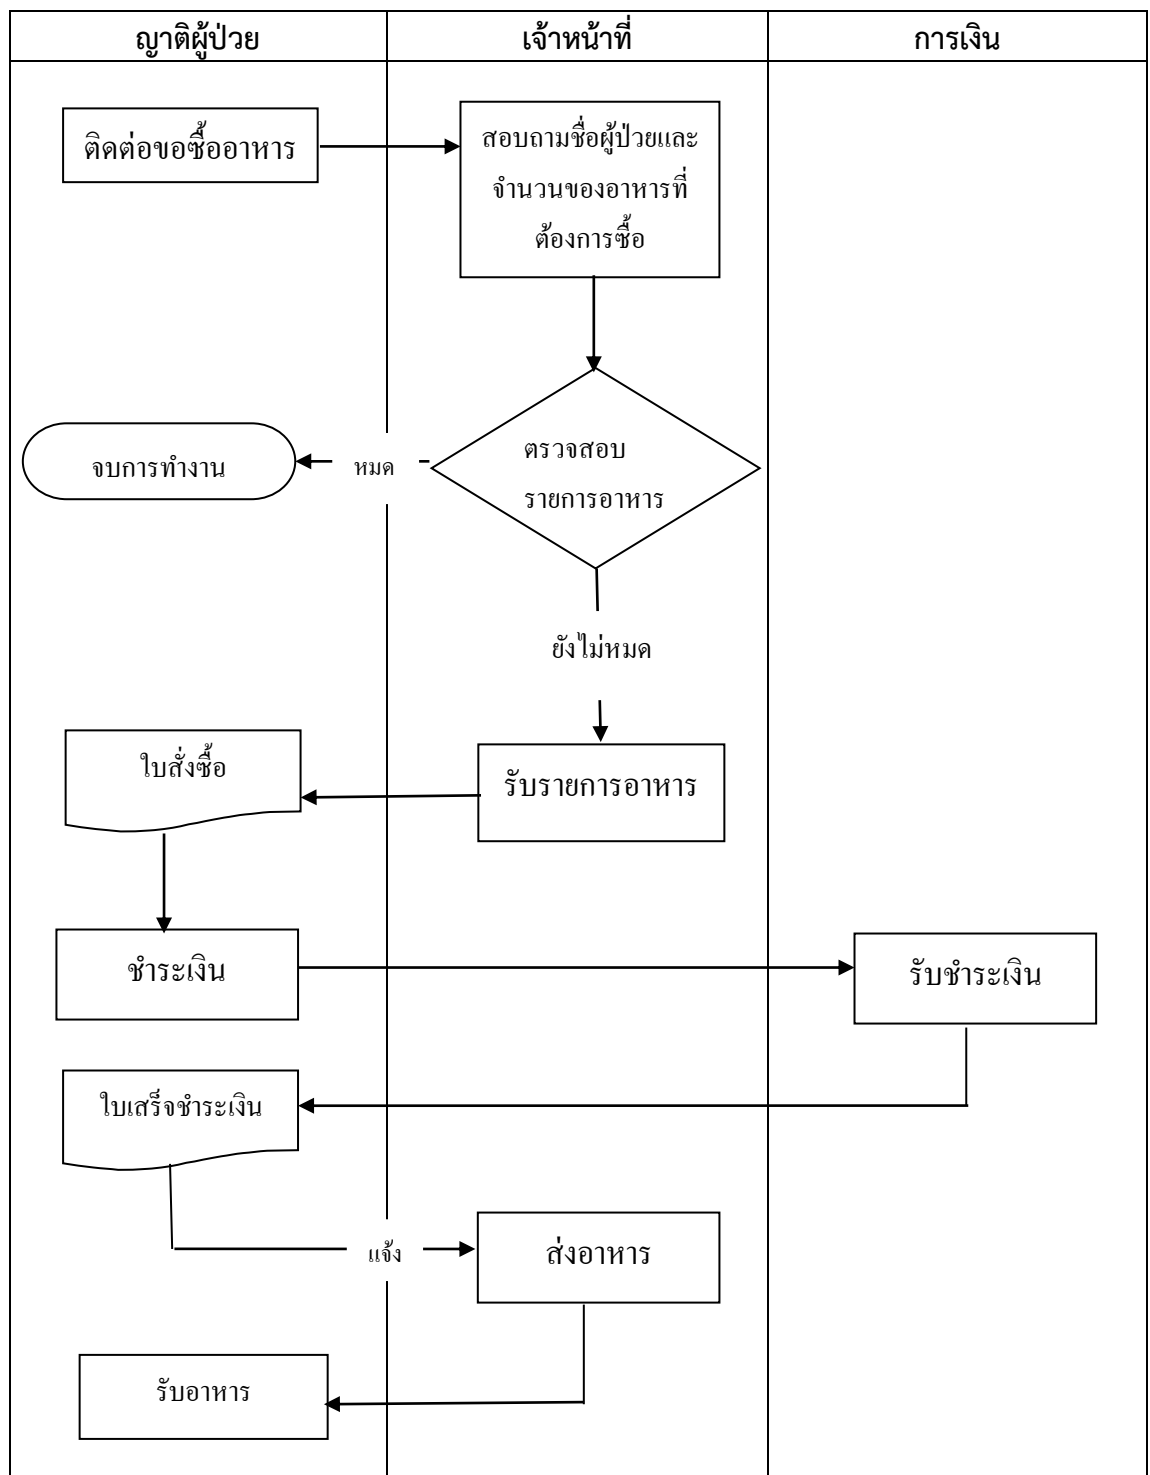 ญาติผู้ป่วย
เจ้าหน้าที่
การเงิน
ติดต่อขอซื้ออาหาร
สอบถามชื่อผู้ป่วยและ
จำนวนของอาหารที่
ต้องการซื้อ
ตรวจสอบ
รายการอาหาร
หมด
จบการทำงาน
ยังไม่หมด
รับรายการอาหาร
ใบสั่งซื้อ
ชำระเงิน
รับชำระเงิน
ใบเสร็จชำระเงิน
แจ้ง
ส่งอาหาร
รับอาหาร